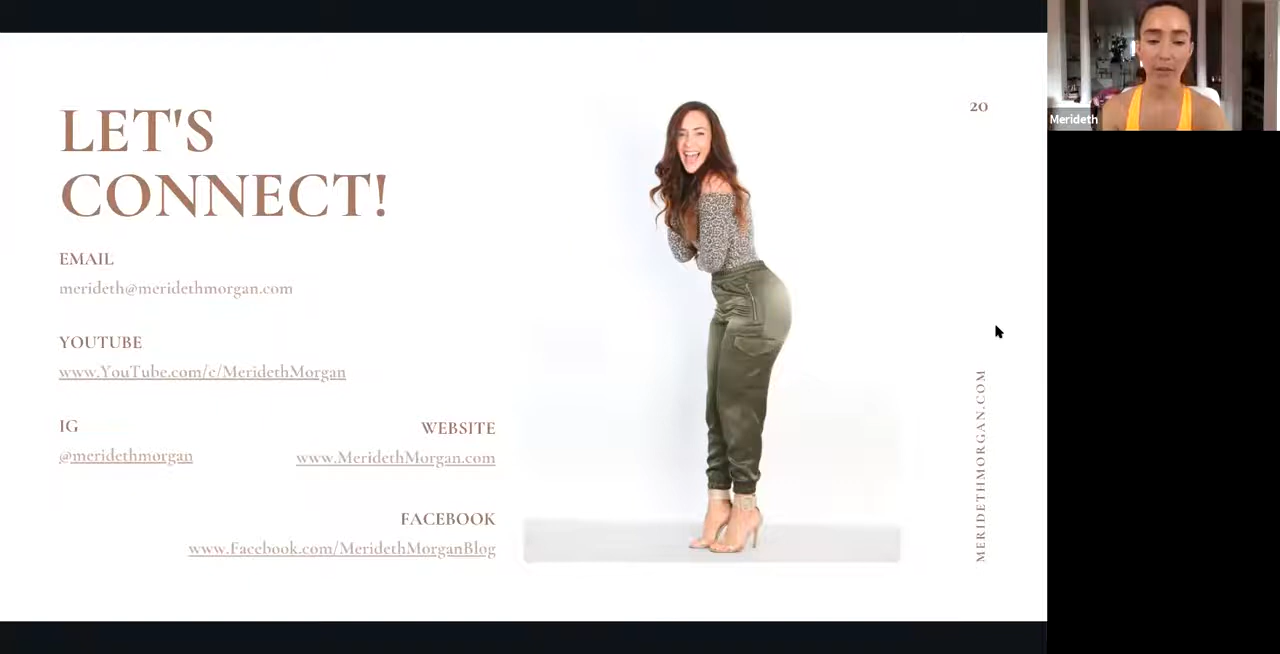 LET'S
CONNECT!
EMAIL
merideth@meridethmorgan.com
YOUTUBE
www.YouTube.com/c/MeridethMorgan
IG
@meridethmorgan
WEBSITE
www.MeridethMorgan.com
FACEBOOK
www.Facebook.com/MeridethMorganBlog
20
MERIDETHMORGAN.COM
Merideth